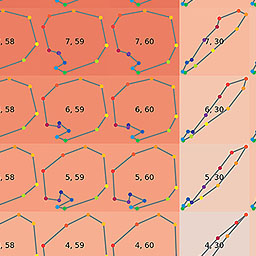 , 58 7, 59 7, 60 7, 30
, 58 6, 59 6, 60 6, 30
, 58 5, 59 5, 60 5, 30
, 58 4, 59 4, 60 4, 30